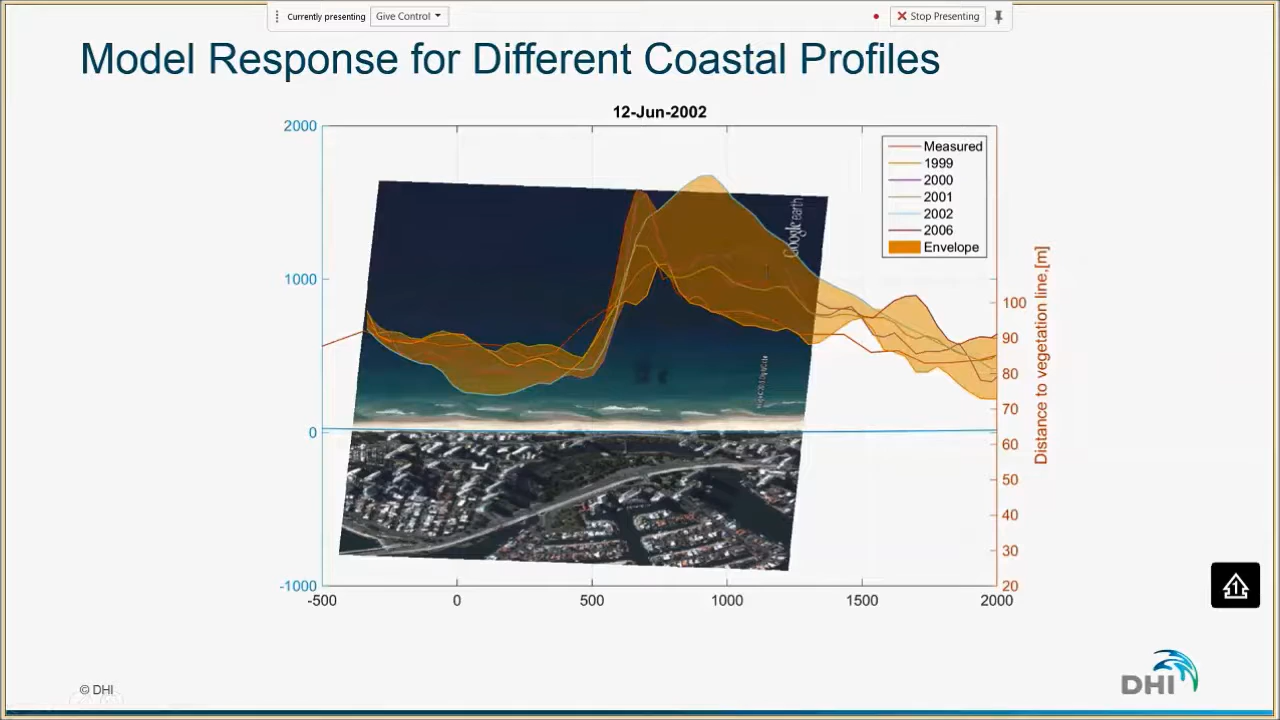 Currently presenting
Give Control
Stop Presenting
Model Response for Different Coastal Profiles
12-Jun-2002
2000
1000
0
-1000
-500
0
500
1000
1500
2000
Measured
1999
2000
2001
2002
2006
Envelope
100
90
80
70
60
50
40
30
20
Distance to vegetation line,[m]
Google earth
1
© DHI
DHI